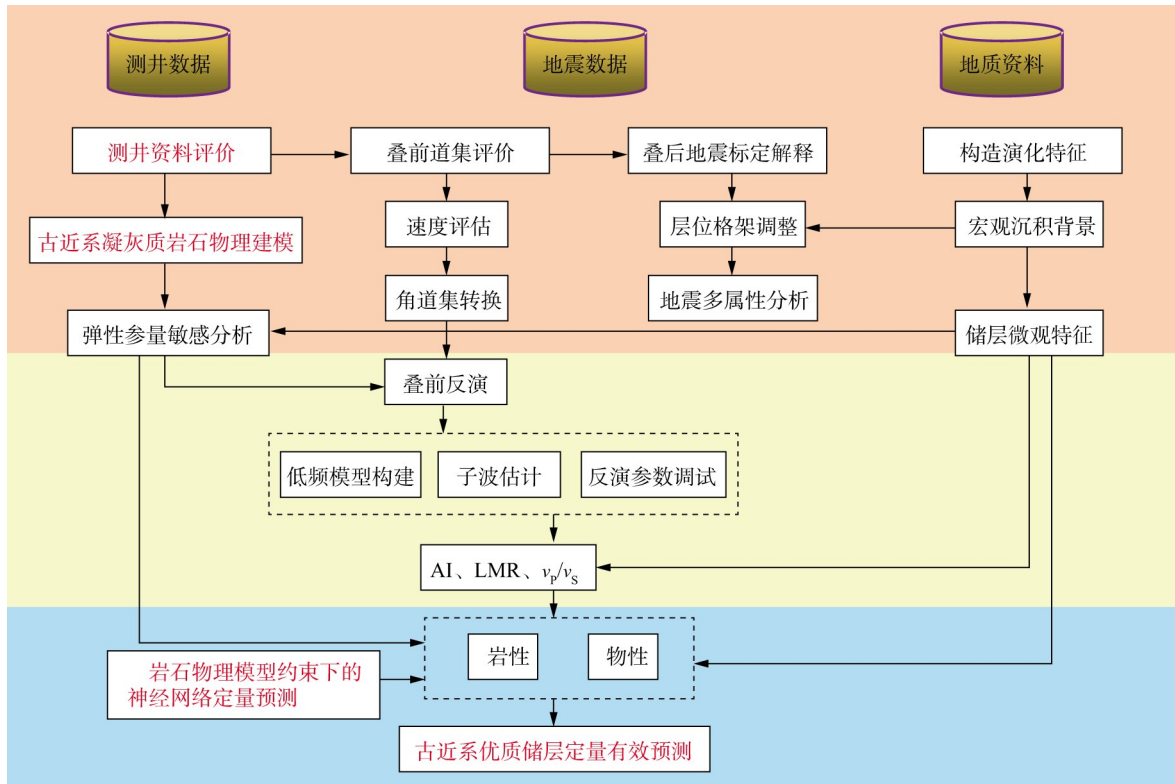 测井数据
地震数据
地质资料
测井资料评价
叠前道集评价
叠后地震标定解释
构造演化特征
古近系凝灰质岩石物理建模
速度评估
层位格架调整
宏观沉积背景
角道集转换
地震多属性分析
弹性参量敏感分析
储层微观特征
叠前反演
低频模型构建
子波估计
反演参数调试
AI、LMR、vP/vS
岩性
物性
岩石物理模型约束下的
神经网络定量预测
古近系优质储层定量有效预测